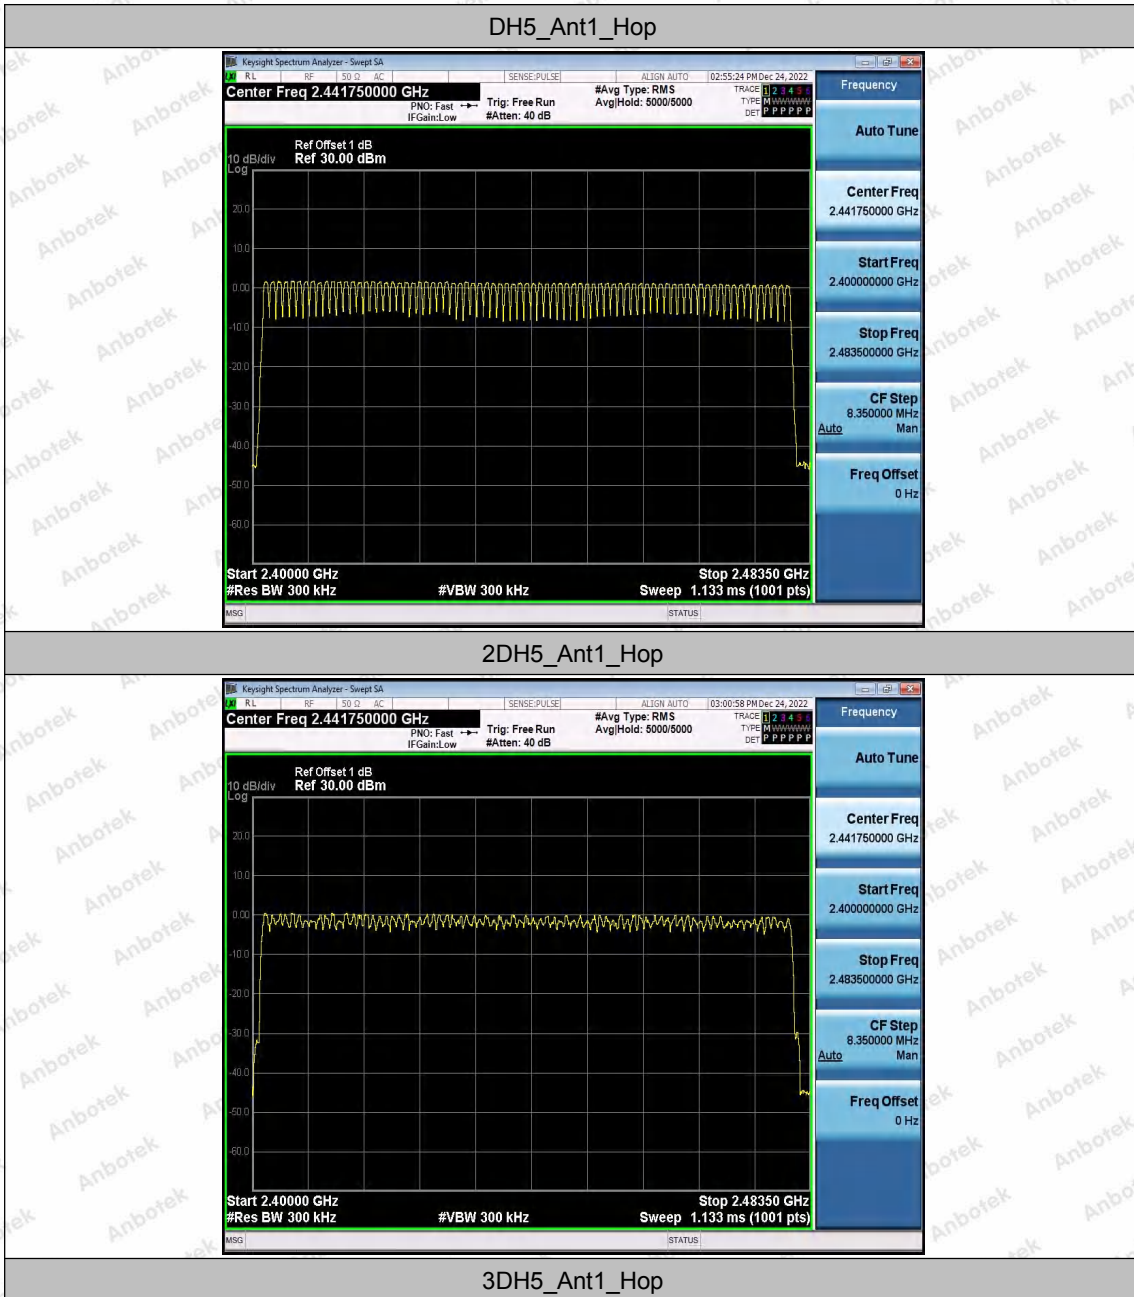 DH5_Ant1_Hop
Keysight Spectrum Analyzer - Swept SA
LXI RL RF 50 Ω AC SENSE:PULSE ALIGN AUTO 02:55:24 PM Dec 24, 2022
Center Freq 2.441750000 GHz
PNO: Fast
IFGain:Low
Trig: Free Run
#Atten: 40 dB
#Avg Type: RMS
Avg|Hold: 5000/5000
TRACE 1 2 3 4 5 6
TYPE M WWWWW
DET P P P P P P
Frequency
Auto Tune
Center Freq
2.441750000 GHz
Start Freq
2.400000000 GHz
Stop Freq
2.483500000 GHz
CF Step
8.350000 MHz
Auto Man
Freq Offset
0 Hz
Ref Offset 1 dB
10 dB/div Ref 30.00 dBm
Log
20.0
10.0
0.00
-10.0
-20.0
-30.0
-40.0
-50.0
-60.0
Start 2.40000 GHz Stop 2.48350 GHz
#Res BW 300 kHz #VBW 300 kHz Sweep 1.133 ms (1001 pts)
MSG STATUS
2DH5_Ant1_Hop
Keysight Spectrum Analyzer - Swept SA
LXI RL RF 50 Ω AC SENSE:PULSE ALIGN AUTO 03:00:58 PM Dec 24, 2022
Center Freq 2.441750000 GHz
PNO: Fast
IFGain:Low
Trig: Free Run
#Atten: 40 dB
#Avg Type: RMS
Avg|Hold: 5000/5000
TRACE 1 2 3 4 5 6
TYPE M WWWWW
DET P P P P P P
Frequency
Auto Tune
Center Freq
2.441750000 GHz
Start Freq
2.400000000 GHz
Stop Freq
2.483500000 GHz
CF Step
8.350000 MHz
Auto Man
Freq Offset
0 Hz
Ref Offset 1 dB
10 dB/div Ref 30.00 dBm
Log
20.0
10.0
0.00
-10.0
-20.0
-30.0
-40.0
-50.0
-60.0
Start 2.40000 GHz Stop 2.48350 GHz
#Res BW 300 kHz #VBW 300 kHz Sweep 1.133 ms (1001 pts)
MSG STATUS
3DH5_Ant1_Hop
Anbotek